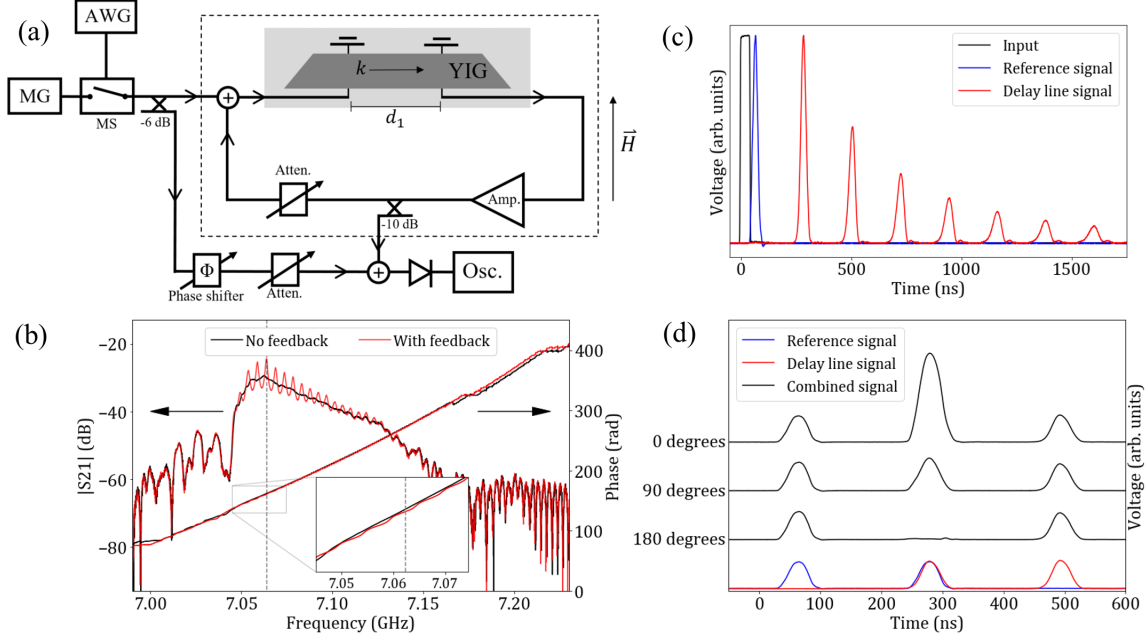 (a)
AWG
MG
MS
-6 dB
k
YIG
d₁
H⃗
Atten.
Amp.
-10 dB
Φ
Phase shifter
Atten.
Osc.
(b)
No feedback
With feedback
|S21| (dB)
−20
−40
−60
−80
400
300
200
100
0
Phase (rad)
7.05
7.06
7.07
7.00
7.05
7.10
7.15
7.20
Frequency (GHz)
(c)
Input
Reference signal
Delay line signal
Voltage (arb. units)
0
500
1000
1500
Time (ns)
(d)
Reference signal
Delay line signal
Combined signal
0 degrees
90 degrees
180 degrees
Voltage (arb. units)
0
100
200
300
400
500
600
Time (ns)